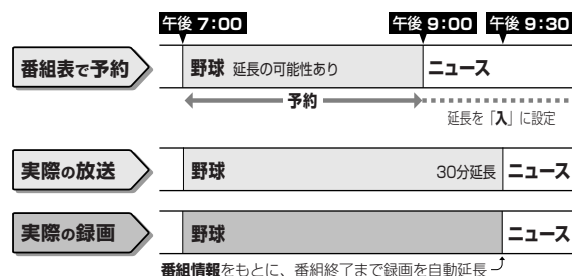 午後 7:00 午後 9:00 午後 9:30
番組表で予約 野球 延長の可能性あり ニュース
予約
延長を「入」に設定
実際の放送 野球 30分延長 ニュース
実際の録画 野球 ニュース
番組情報をもとに、番組終了まで録画を自動延長